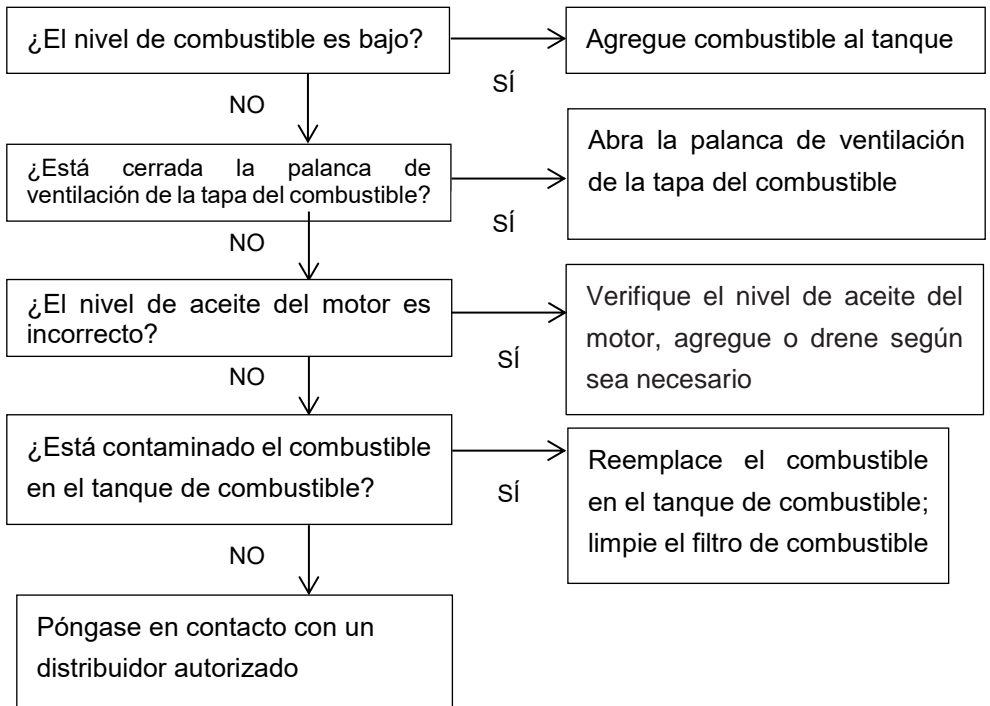 ¿El nivel de combustible es bajo?
Agregue combustible al tanque
SÍ
NO
¿Está cerrada la palanca de
ventilación de la tapa del combustible?
Abra la palanca de ventilación
de la tapa del combustible
SÍ
NO
¿El nivel de aceite del motor es
incorrecto?
Verifique el nivel de aceite del
motor, agregue o drene según
sea necesario
SÍ
NO
¿Está contaminado el combustible
en el tanque de combustible?
Reemplace el combustible
en el tanque de combustible;
limpie el filtro de combustible
SÍ
NO
Póngase en contacto con un
distribuidor autorizado